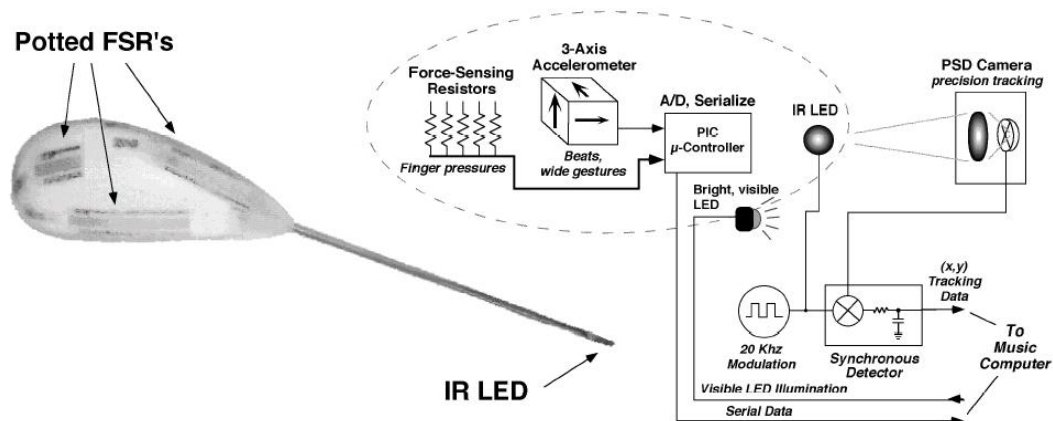 Potted FSR's
IR LED
3-Axis
Accelerometer
Force-Sensing
Resistors
Finger pressures
Beats,
wide gestures
A/D, Serialize
PIC
µ-Controller
IR LED
PSD Camera
precision tracking
Bright, visible
LED
20 Khz
Modulation
Synchronous
Detector
(x,y)
Tracking
Data
To
Music
Computer
Visible LED Illumination
Serial Data